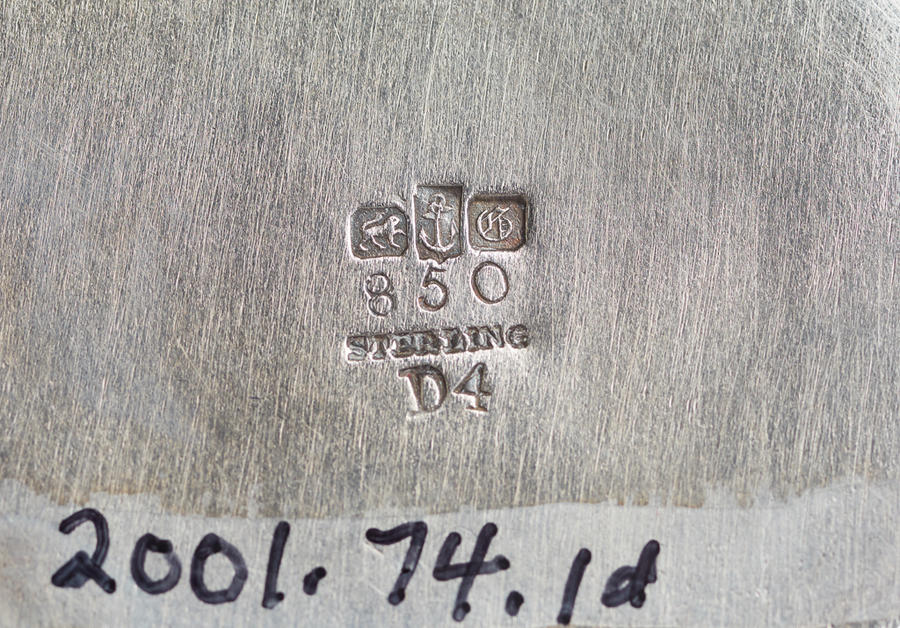 G
850
STERLING
D4
2001.74.1d